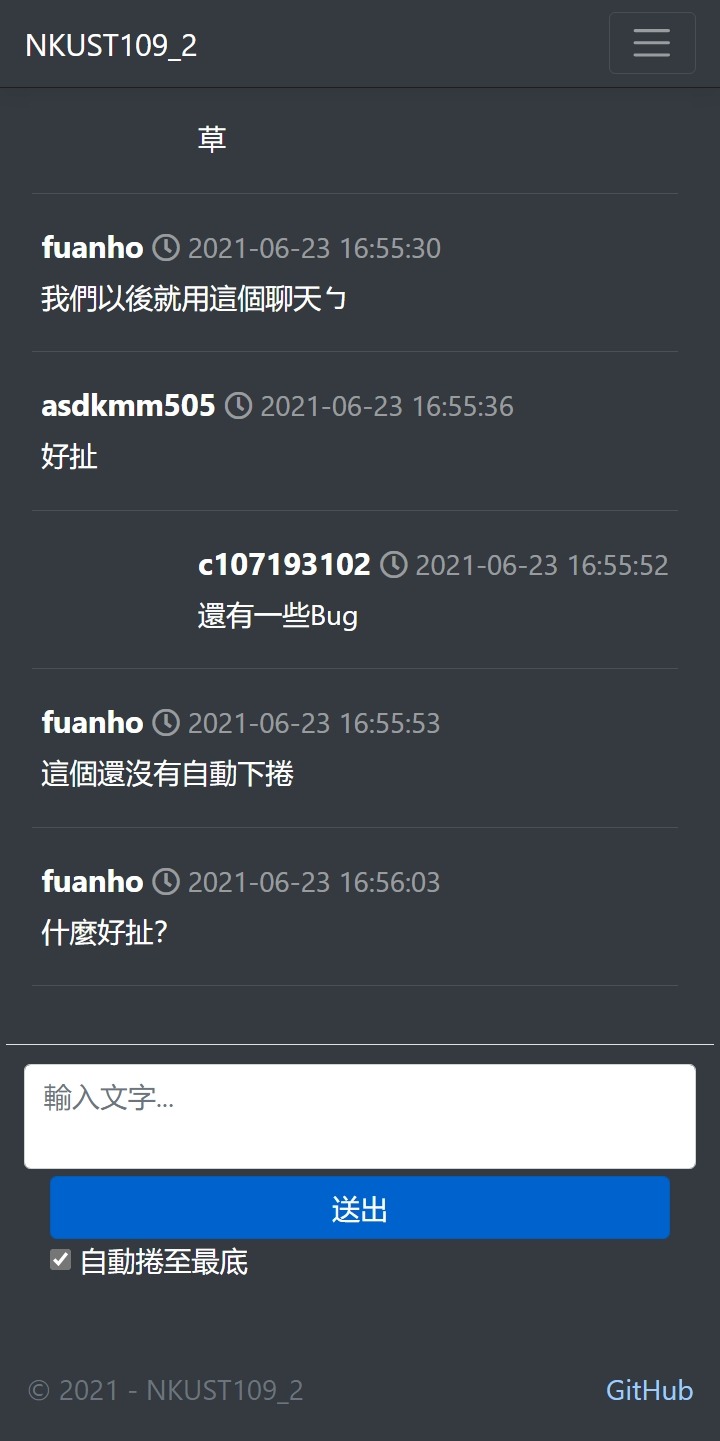 NKUST109_2
草
fuanho 2021-06-23 16:55:30
我們以後就用這個聊天ㄅ
asdkmm505 2021-06-23 16:55:36
好扯
c107193102 2021-06-23 16:55:52
還有一些Bug
fuanho 2021-06-23 16:55:53
這個還沒有自動下捲
fuanho 2021-06-23 16:56:03
什麼好扯?
輸入文字...
送出
自動捲至最底
© 2021 - NKUST109_2 GitHub